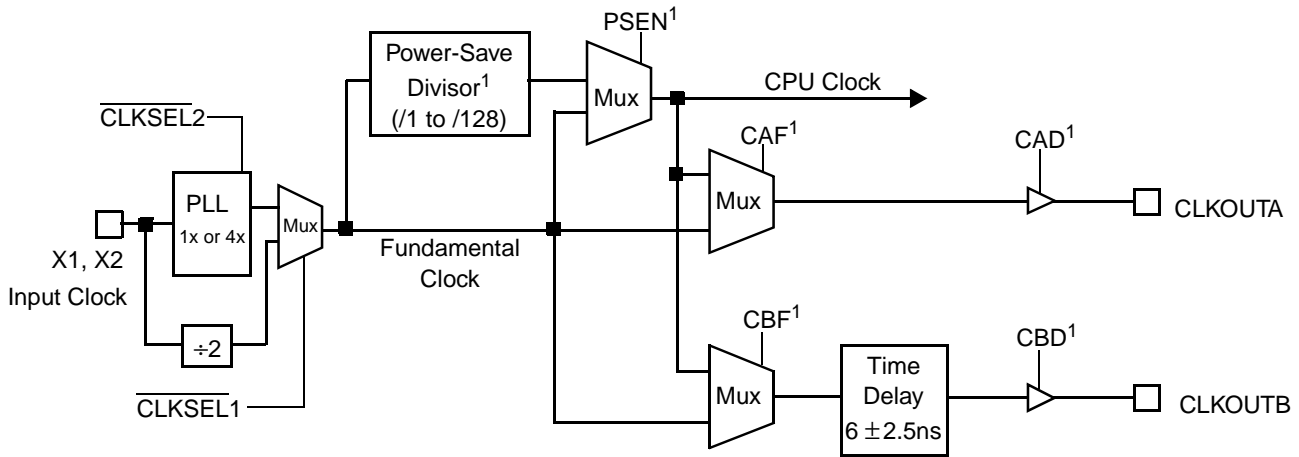 PSEN¹
Power-Save
Divisor¹
(/1 to /128)
Mux
CPU Clock
CLKSEL2
CAF¹
CAD¹
PLL
1x or 4x
Mux
Mux
CLKOUTA
X1, X2
Input Clock
Fundamental
Clock
÷2
CLKSEL1
CBF¹
Mux
Time
Delay
6 ±2.5ns
CBD¹
CLKOUTB